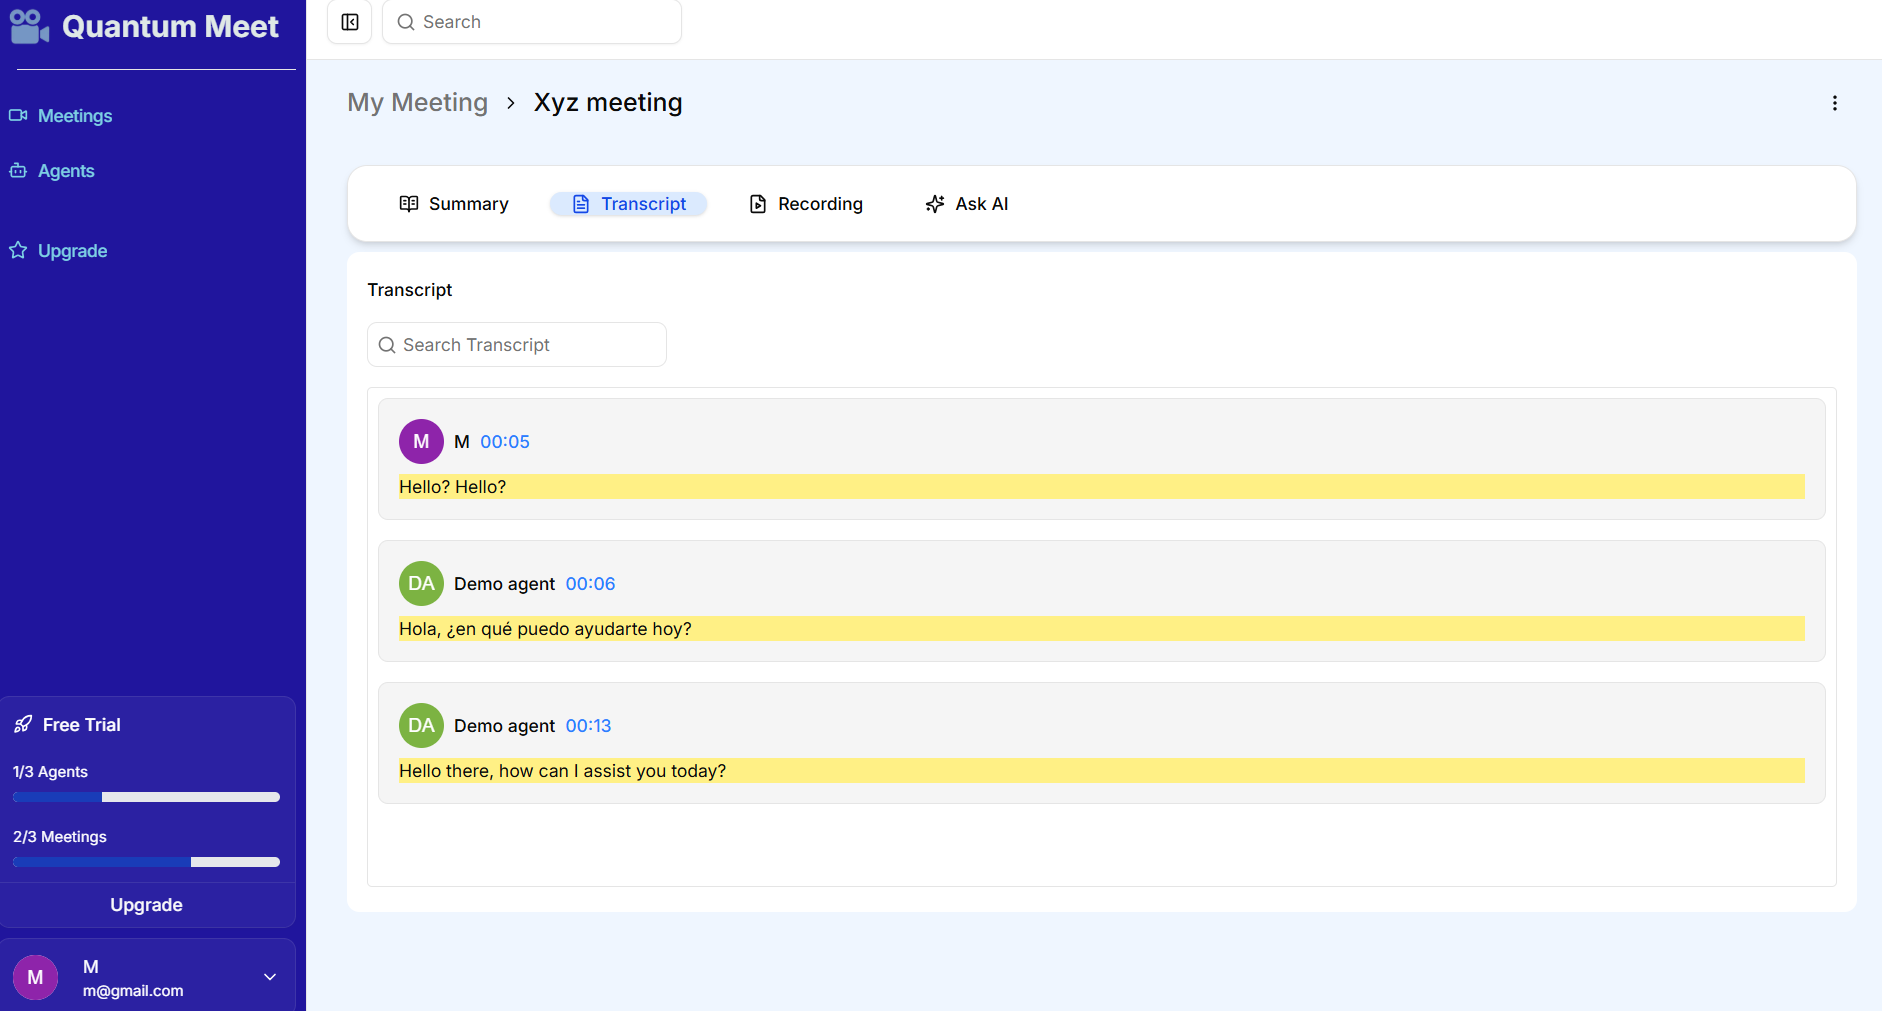 Quantum Meet
Meetings
Agents
Upgrade
Free Trial
1/3 Agents
2/3 Meetings
Upgrade
M
M
m@gmail.com
Search
My Meeting > Xyz meeting
Summary
Transcript
Recording
Ask AI
Transcript
Search Transcript
M
M 00:05
Hello? Hello?
DA
Demo agent 00:06
Hola, ¿en qué puedo ayudarte hoy?
DA
Demo agent 00:13
Hello there, how can I assist you today?